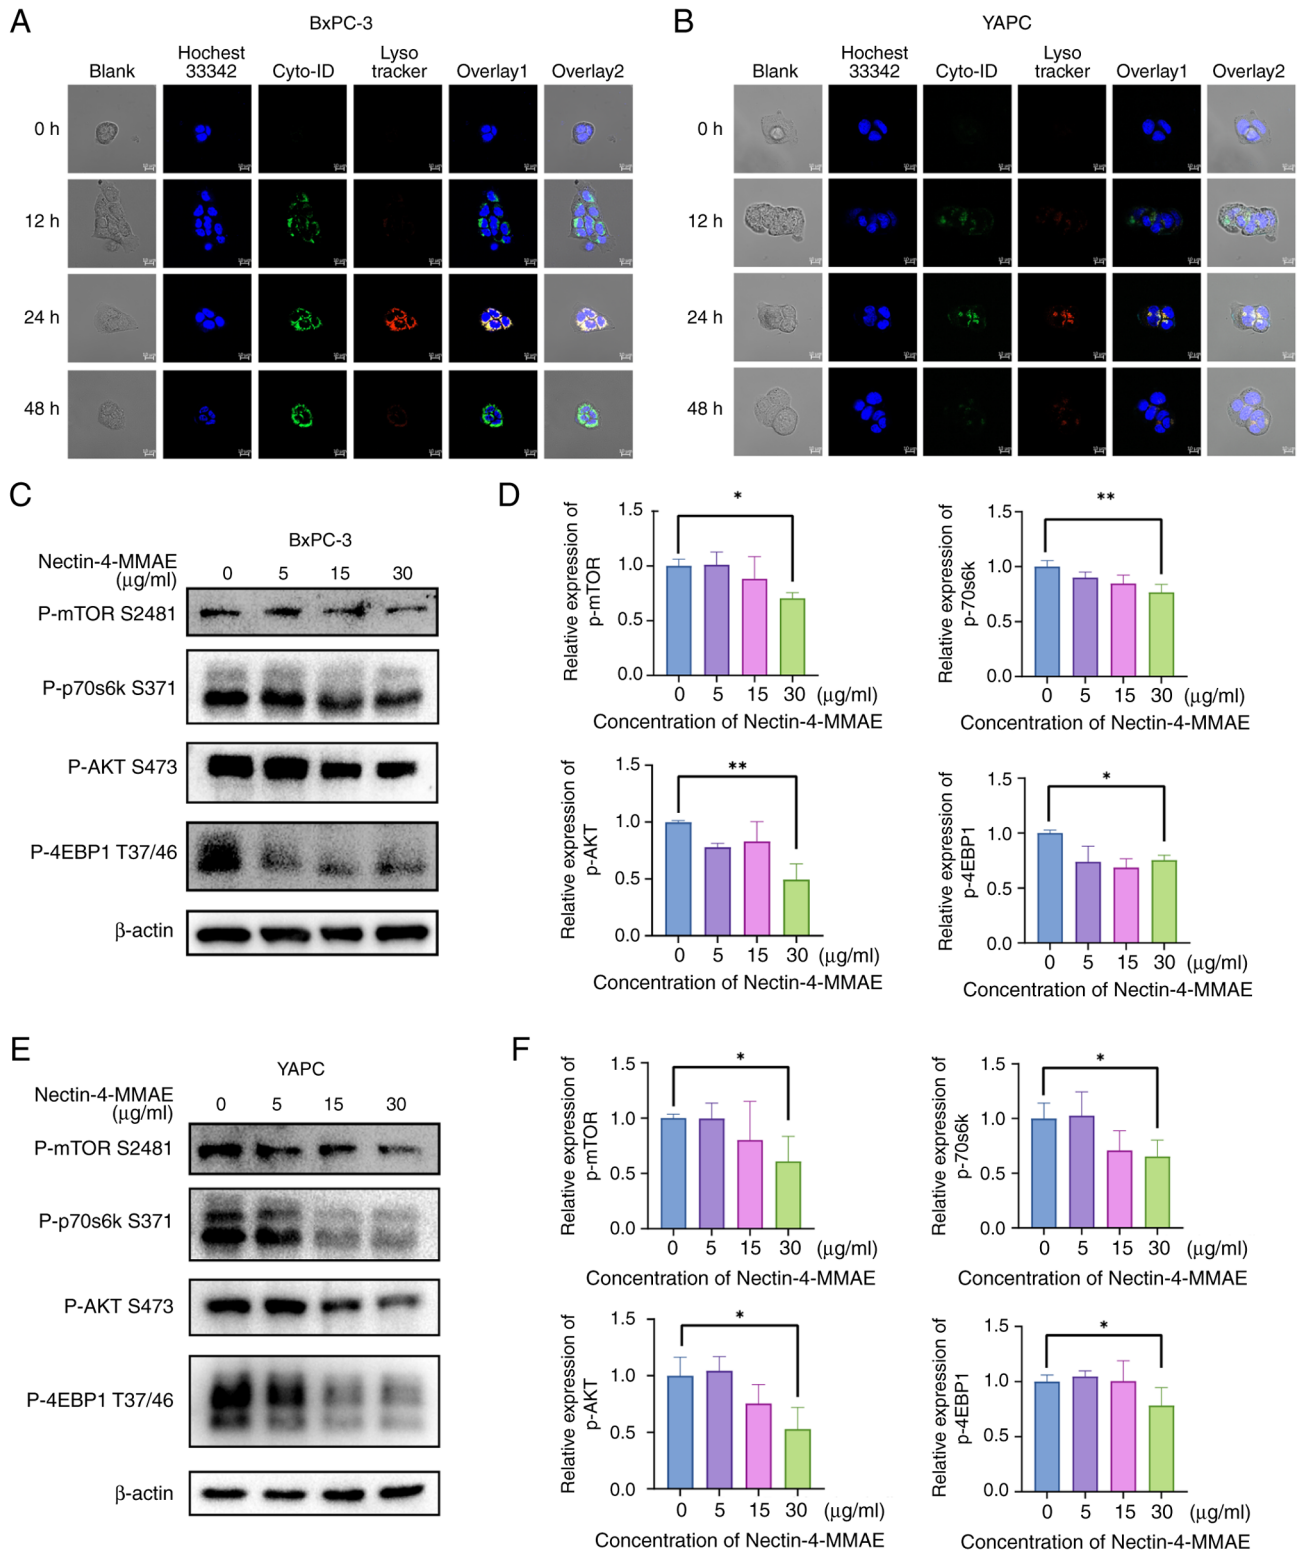 A
BxPC-3
Blank
Hochest
33342
Cyto-ID
Lyso
tracker
Overlay1
Overlay2
0 h
12 h
24 h
48 h
B
YAPC
Blank
Hochest
33342
Cyto-ID
Lyso
tracker
Overlay1
Overlay2
0 h
12 h
24 h
48 h
C
BxPC-3
Nectin-4-MMAE
(µg/ml)
0 5 15 30
P-mTOR S2481
P-p70s6k S371
P-AKT S473
P-4EBP1 T37/46
β-actin
D
Relative expression of
p-mTOR
1.5
1.0
0.5
0.0
*
0 5 15 30 (µg/ml)
Concentration of Nectin-4-MMAE
Relative expression of
p-70s6k
1.5
1.0
0.5
0.0
**
0 5 15 30 (µg/ml)
Concentration of Nectin-4-MMAE
Relative expression of
p-AKT
1.5
1.0
0.5
0.0
**
0 5 15 30 (µg/ml)
Concentration of Nectin-4-MMAE
Relative expression of
p-4EBP1
1.5
1.0
0.5
0.0
*
0 5 15 30 (µg/ml)
Concentration of Nectin-4-MMAE
E
YAPC
Nectin-4-MMAE
(µg/ml)
0 5 15 30
P-mTOR S2481
P-p70s6k S371
P-AKT S473
P-4EBP1 T37/46
β-actin
F
Relative expression of
p-mTOR
1.5
1.0
0.5
0.0
*
0 5 15 30 (µg/ml)
Concentration of Nectin-4-MMAE
Relative expression of
p-70s6k
1.5
1.0
0.5
0.0
*
0 5 15 30 (µg/ml)
Concentration of Nectin-4-MMAE
Relative expression of
p-AKT
1.5
1.0
0.5
0.0
*
0 5 15 30 (µg/ml)
Concentration of Nectin-4-MMAE
Relative expression of
p-4EBP1
1.5
1.0
0.5
0.0
*
0 5 15 30 (µg/ml)
Concentration of Nectin-4-MMAE